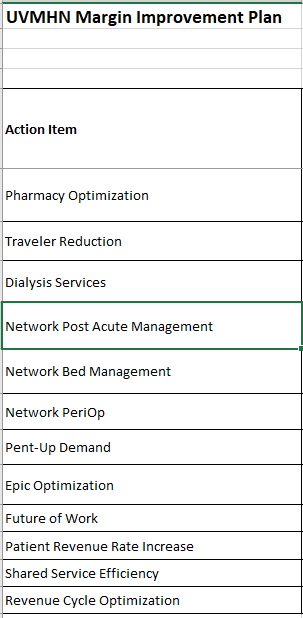 UVMHN Margin Improvement Plan
Action Item
Pharmacy Optimization
Traveler Reduction
Dialysis Services
Network Post Acute Management
Network Bed Management
Network PeriOp
Pent-Up Demand
Epic Optimization
Future of Work
Patient Revenue Rate Increase
Shared Service Efficiency
Revenue Cycle Optimization